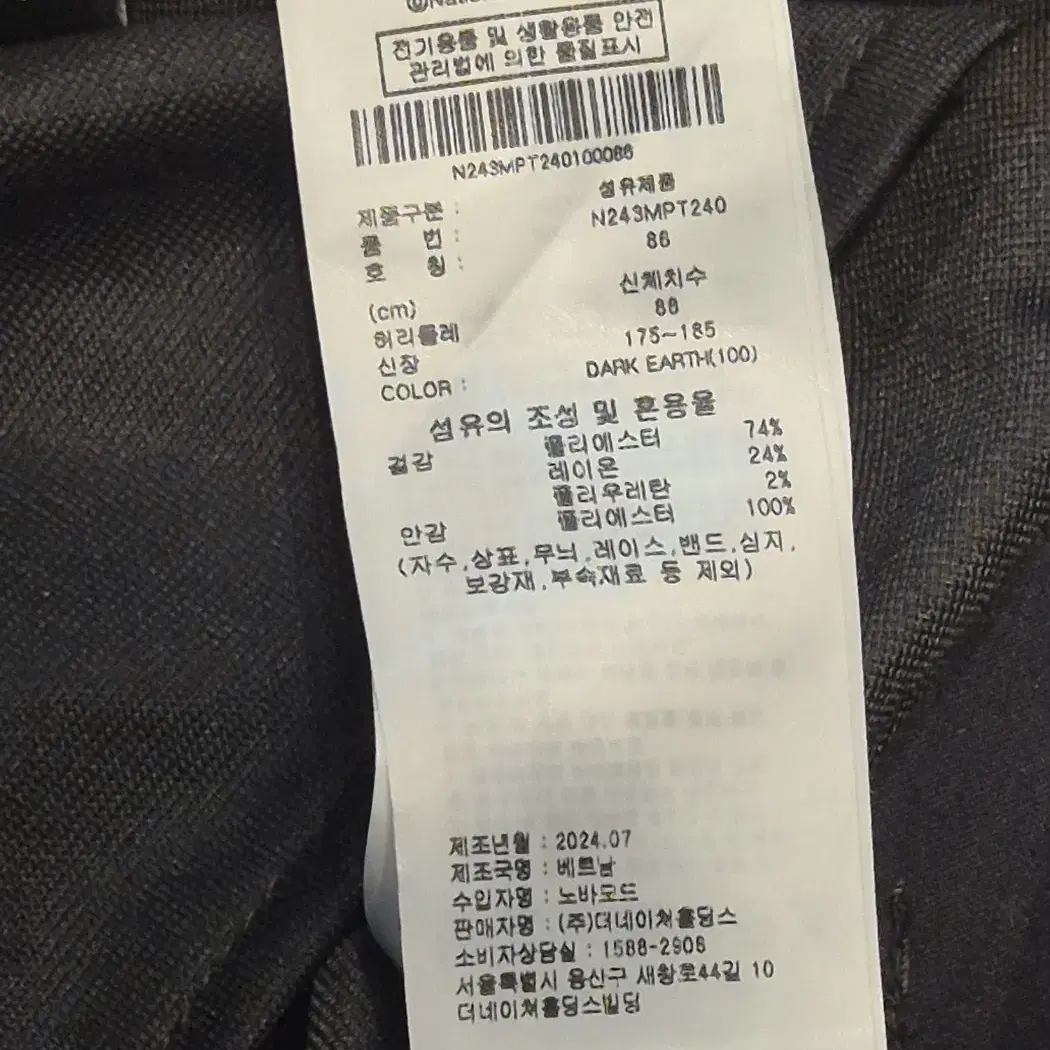 전기용품 및 생활용품 안전
관리법에 의한 품질표시
N243MPT240100086
제품구분 : 섬유제품
품 번 : N243MPT240
호 칭 : 86
(cm) 신체치수
허리둘레 86
신장 175~185
COLOR : DARK EARTH(100)
섬유의 조성 및 혼용율
겉감 폴리에스터 74%
레이온 24%
폴리우레탄 2%
안감 폴리에스터 100%
(자수,상표,무늬,레이스,밴드,심지,
보강재,부속재료 등 제외)
제조년월 : 2024.07
제조국명 : 베트남
수입자명 : 노바모드
판매자명 : (주)더네이쳐홀딩스
소비자상담실 : 1588-2906
서울특별시 용산구 새창로44길 10
더네이쳐홀딩스빌딩